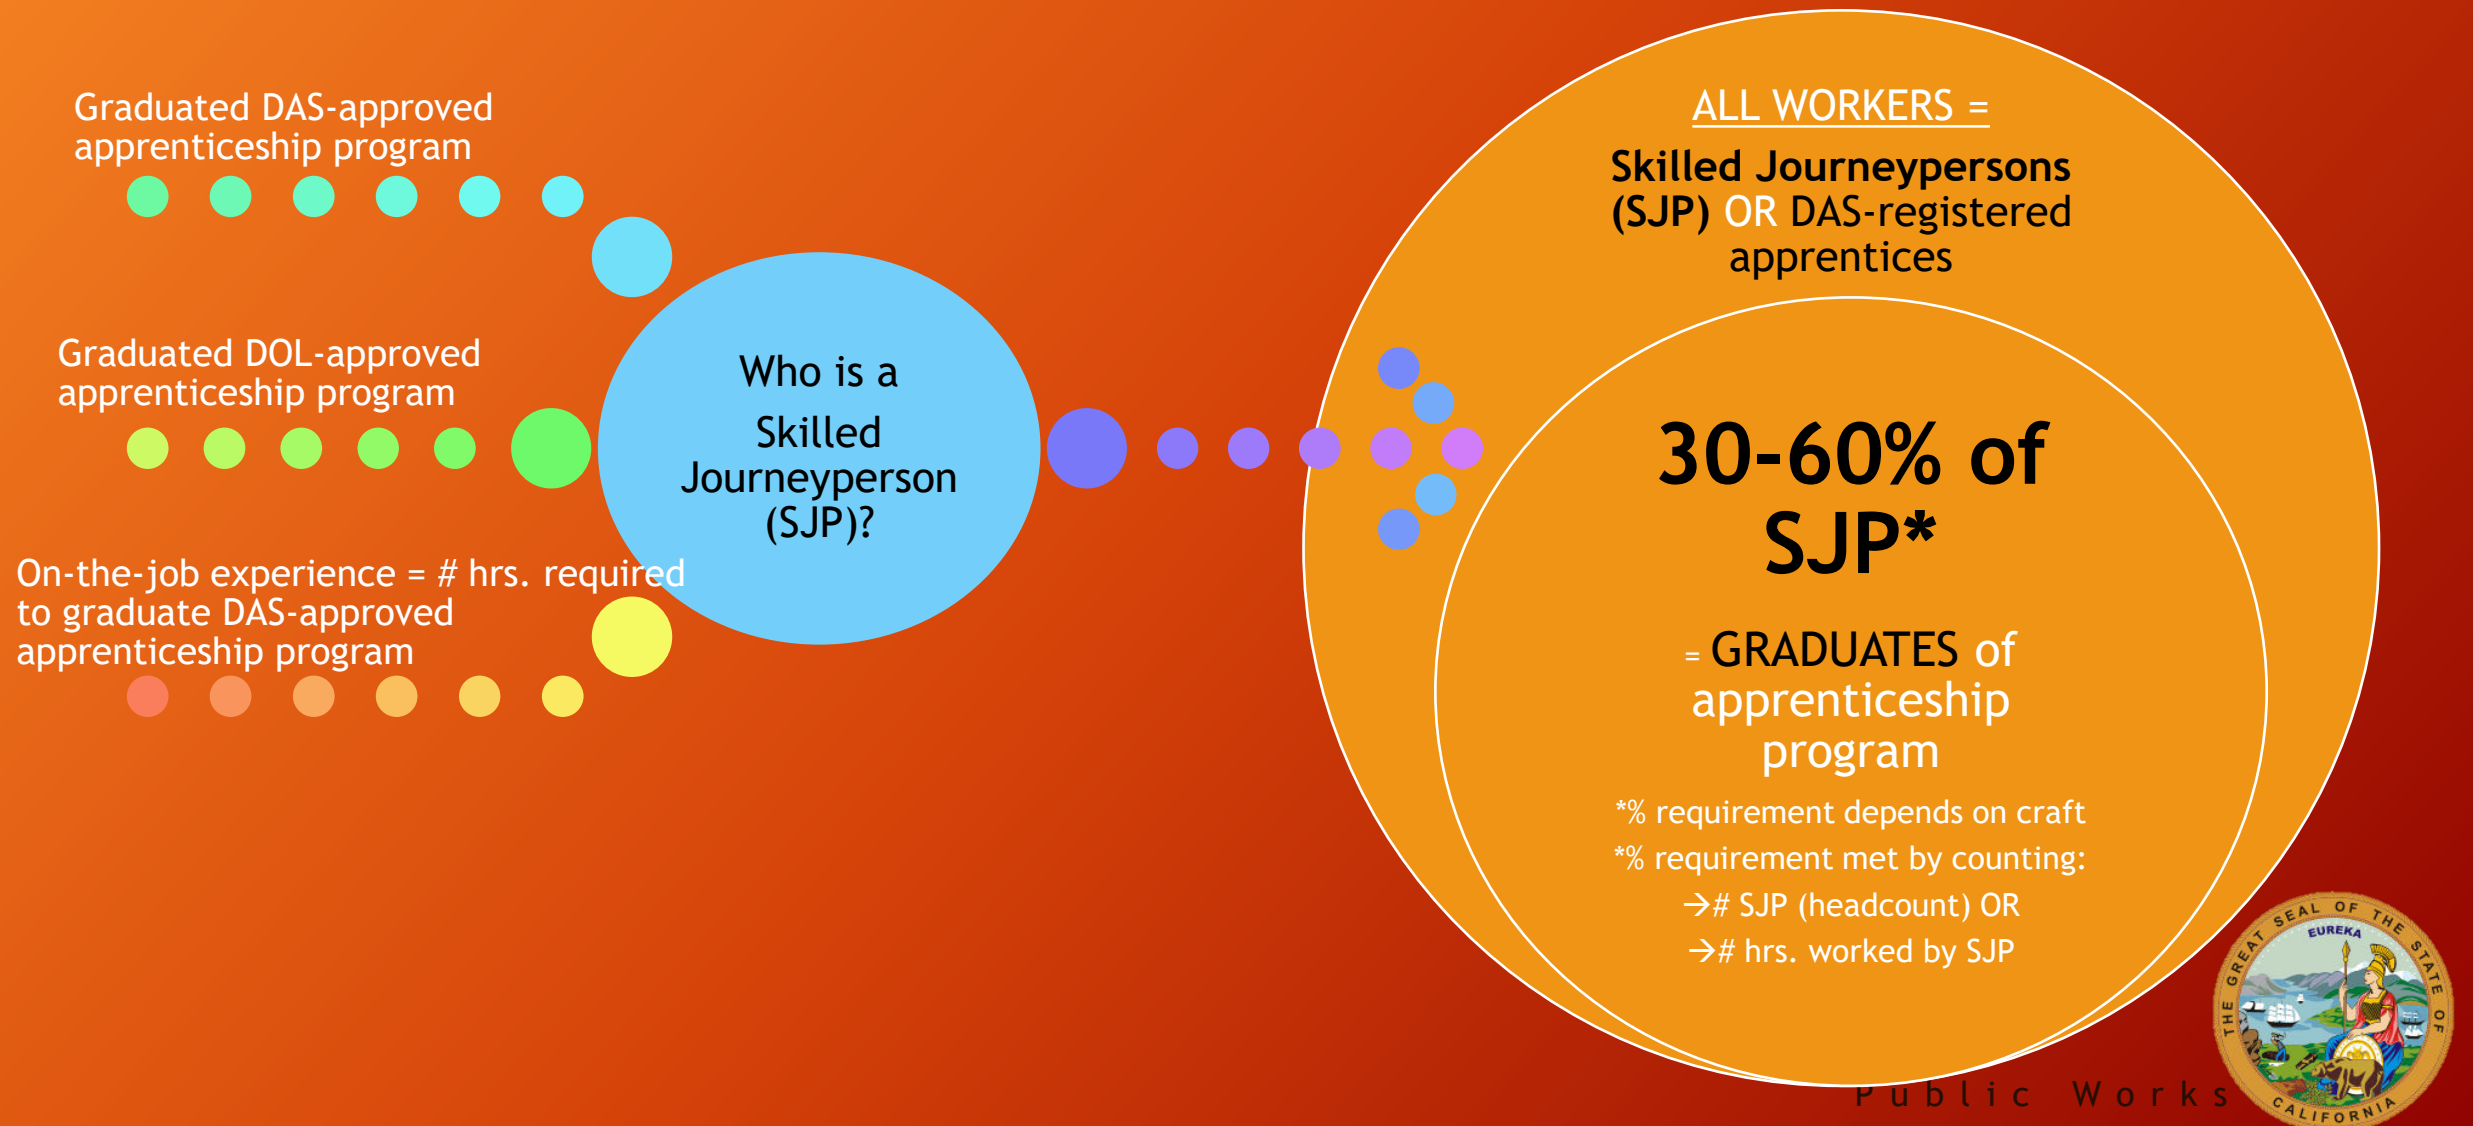 Graduated DAS-approved
apprenticeship program
Graduated DOL-approved
apprenticeship program
On-the-job experience = # hrs. required
to graduate DAS-approved
apprenticeship program
Who is a
Skilled
Journeyperson
(SJP)?
ALL WORKERS =
Skilled Journeypersons
(SJP) OR DAS-registered
apprentices
30-60% of
SJP*
= GRADUATES of
apprenticeship
program
*% requirement depends on craft
*% requirement met by counting:
→# SJP (headcount) OR
→# hrs. worked by SJP
Public Works
THE GREAT SEAL OF THE STATE OF CALIFORNIA
EUREKA